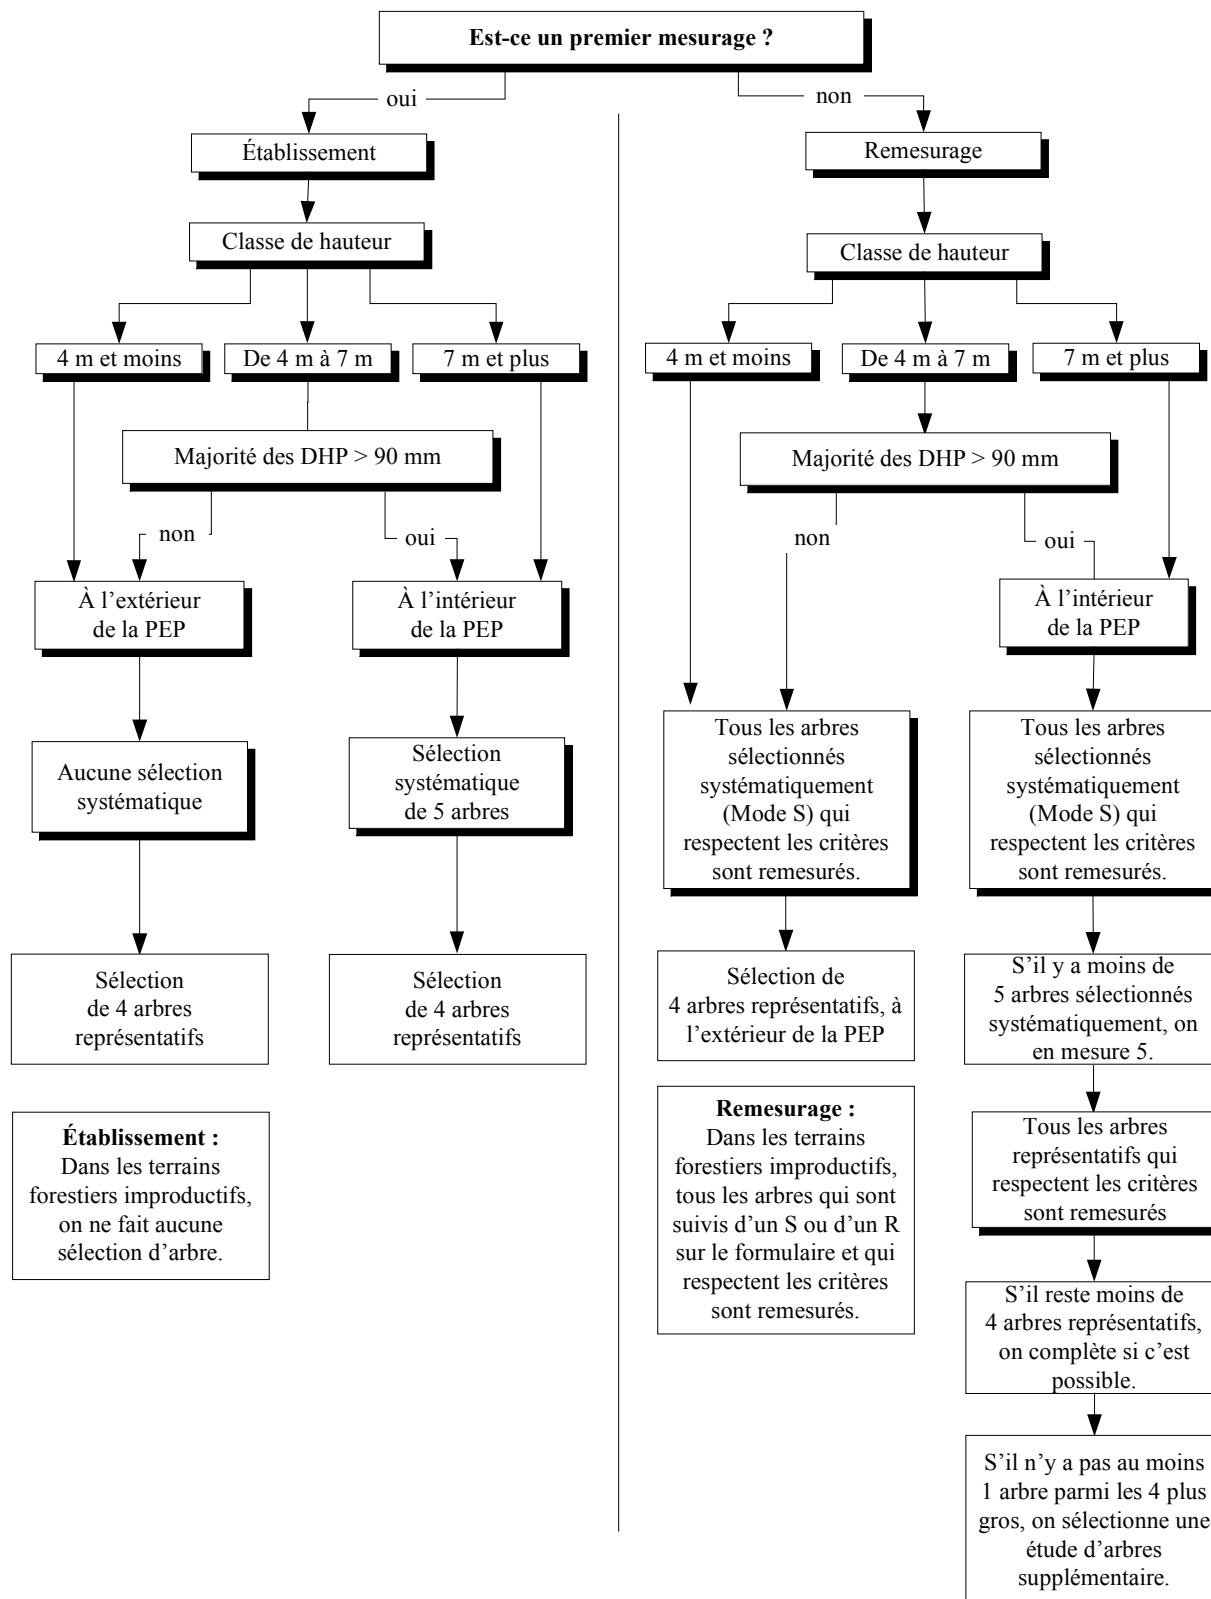 Est-ce un premier mesurage ?
oui
non
Établissement
Classe de hauteur
4 m et moins
De 4 m à 7 m
7 m et plus
Majorité des DHP > 90 mm
non
oui
À l’extérieur
de la PEP
À l’intérieur
de la PEP
Aucune sélection
systématique
Sélection
systématique
de 5 arbres
Sélection
de 4 arbres
représentatifs
Sélection
de 4 arbres
représentatifs
Établissement :
Dans les terrains
forestiers improductifs,
on ne fait aucune
sélection d’arbre.
Remesurage
Classe de hauteur
4 m et moins
De 4 m à 7 m
7 m et plus
Majorité des DHP > 90 mm
non
oui
À l’intérieur
de la PEP
Tous les arbres
sélectionnés
systématiquement
(Mode S) qui
respectent les critères
sont remesurés.
Tous les arbres
sélectionnés
systématiquement
(Mode S) qui
respectent les critères
sont remesurés.
Sélection de
4 arbres représentatifs, à
l’extérieur de la PEP
S’il y a moins de
5 arbres sélectionnés
systématiquement, on
en mesure 5.
Remesurage :
Dans les terrains
forestiers improductifs,
tous les arbres qui sont
suivis d’un S ou d’un R
sur le formulaire et qui
respectent les critères
sont remesurés.
Tous les arbres
représentatifs qui
respectent les critères
sont remesurés
S’il reste moins de
4 arbres représentatifs,
on complète si c’est
possible.
S’il n’y a pas au moins
1 arbre parmi les 4 plus
gros, on sélectionne une
étude d’arbres
supplémentaire.